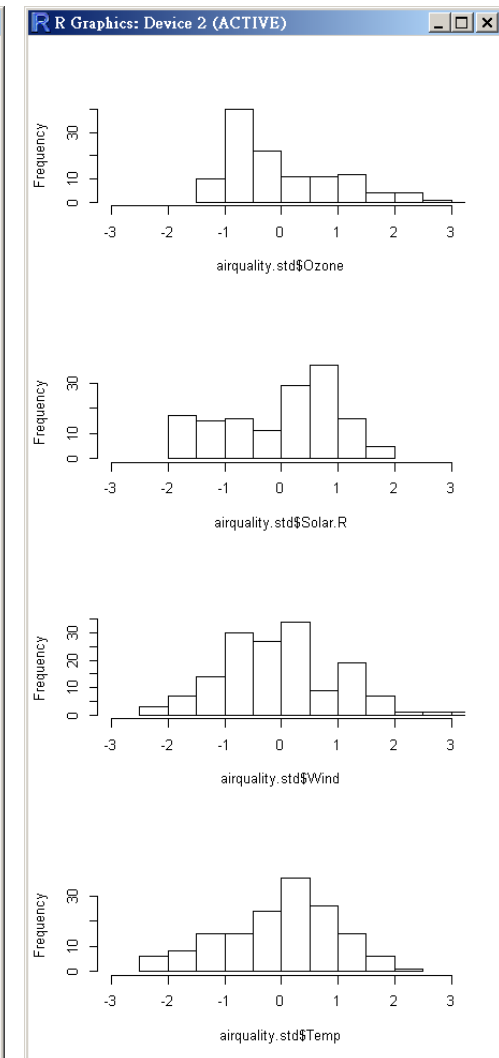 R R Graphics: Device 2 (ACTIVE)
Frequency
30
10
0
-3 -2 -1 0 1 2 3
airquality.std$Ozone
Frequency
30
10
0
-3 -2 -1 0 1 2 3
airquality.std$Solar.R
Frequency
30
20
10
0
-3 -2 -1 0 1 2 3
airquality.std$Wind
Frequency
30
10
0
-3 -2 -1 0 1 2 3
airquality.std$Temp